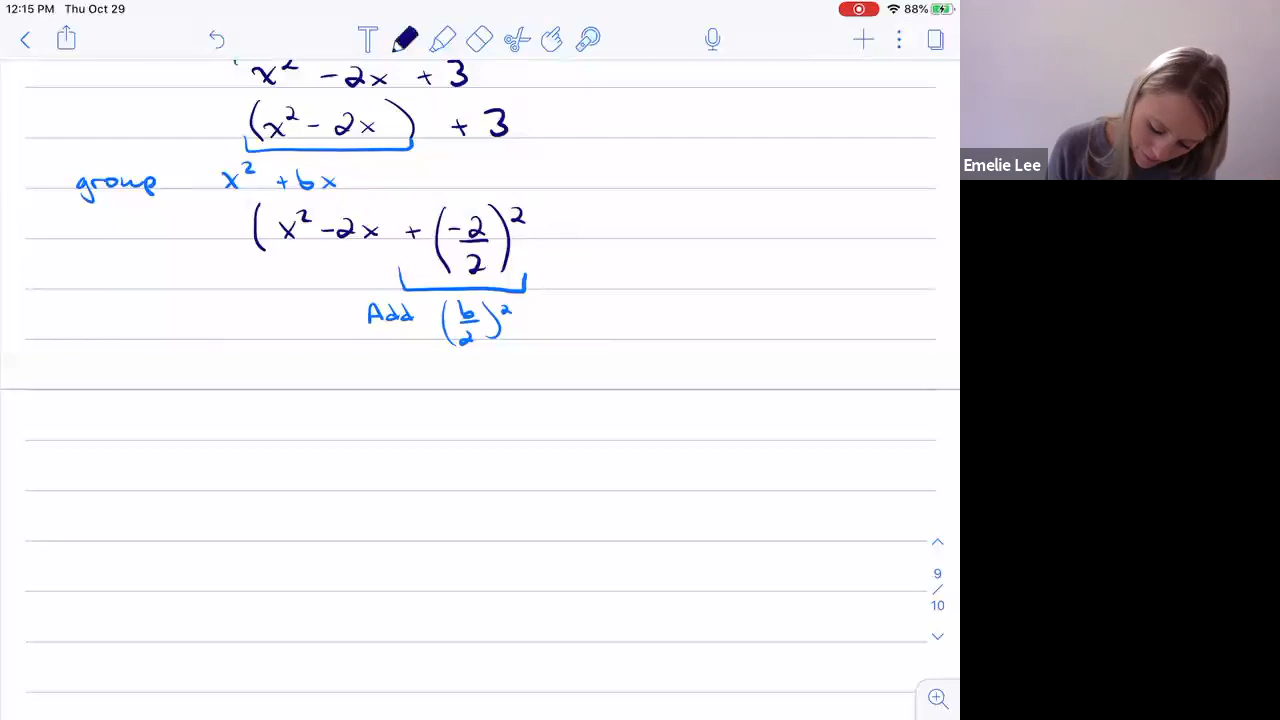 12:15 PM Thu Oct 29
88%
T
x² - 2x + 3
(x² - 2x ) + 3
Emelie Lee
group x² + bx
( x² - 2x + (-2/2)²
Add (b/2)²
9
/
10